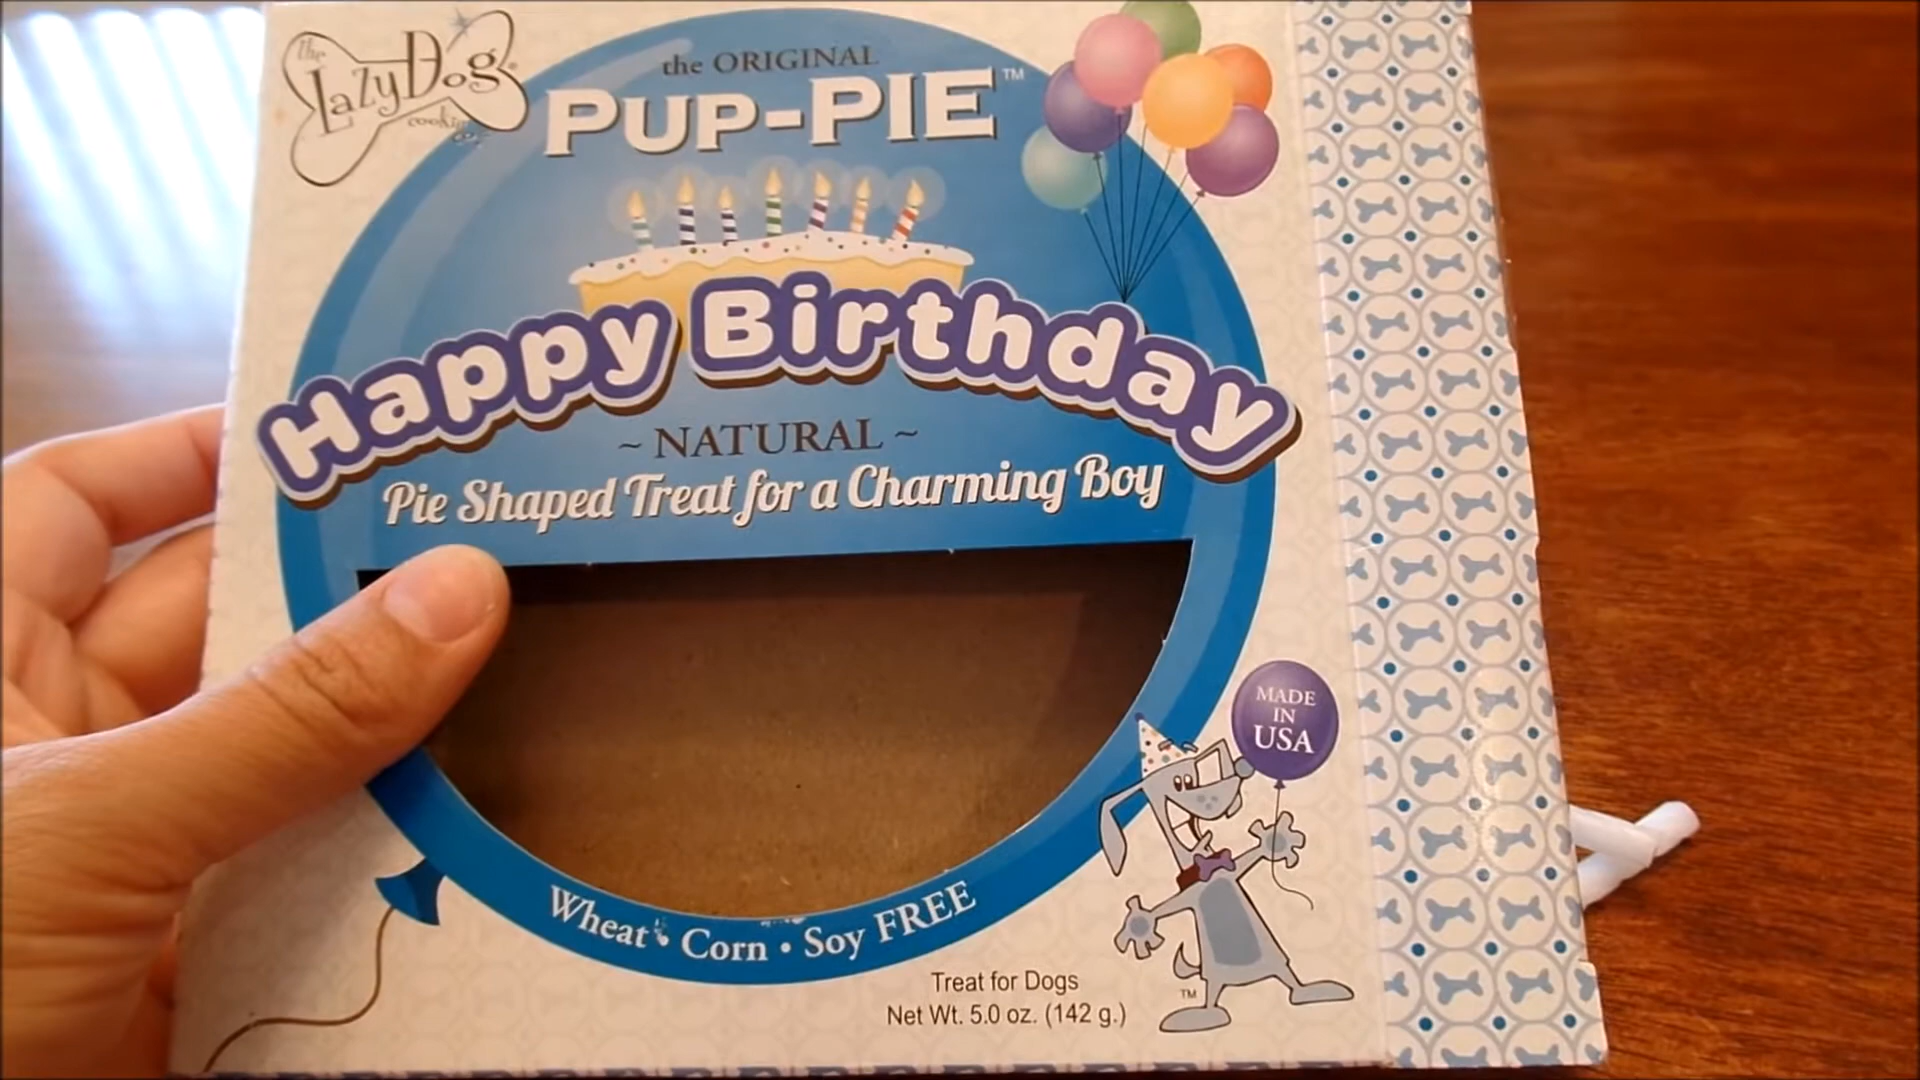 the
Lazy Dog
cookie co.
the ORIGINAL
PUP-PIE™
Happy Birthday
~ NATURAL ~
Pie Shaped Treat for a Charming Boy
MADE
IN
USA
Wheat • Corn • Soy FREE
Treat for Dogs
TM
Net Wt. 5.0 oz. (142 g.)